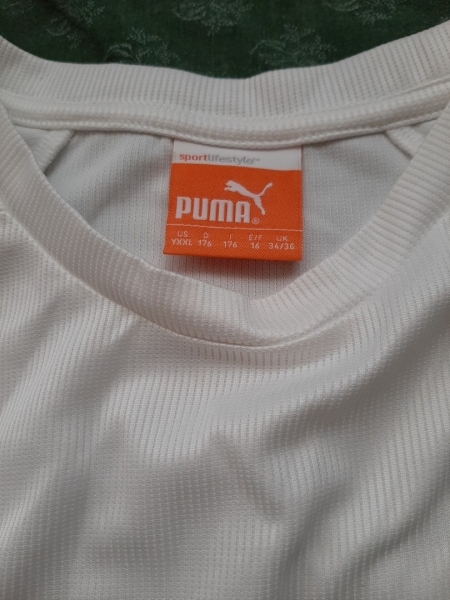 sportlifestyle
PUMA®
US D I E/F UK
YXXL 176 176 16 34/36